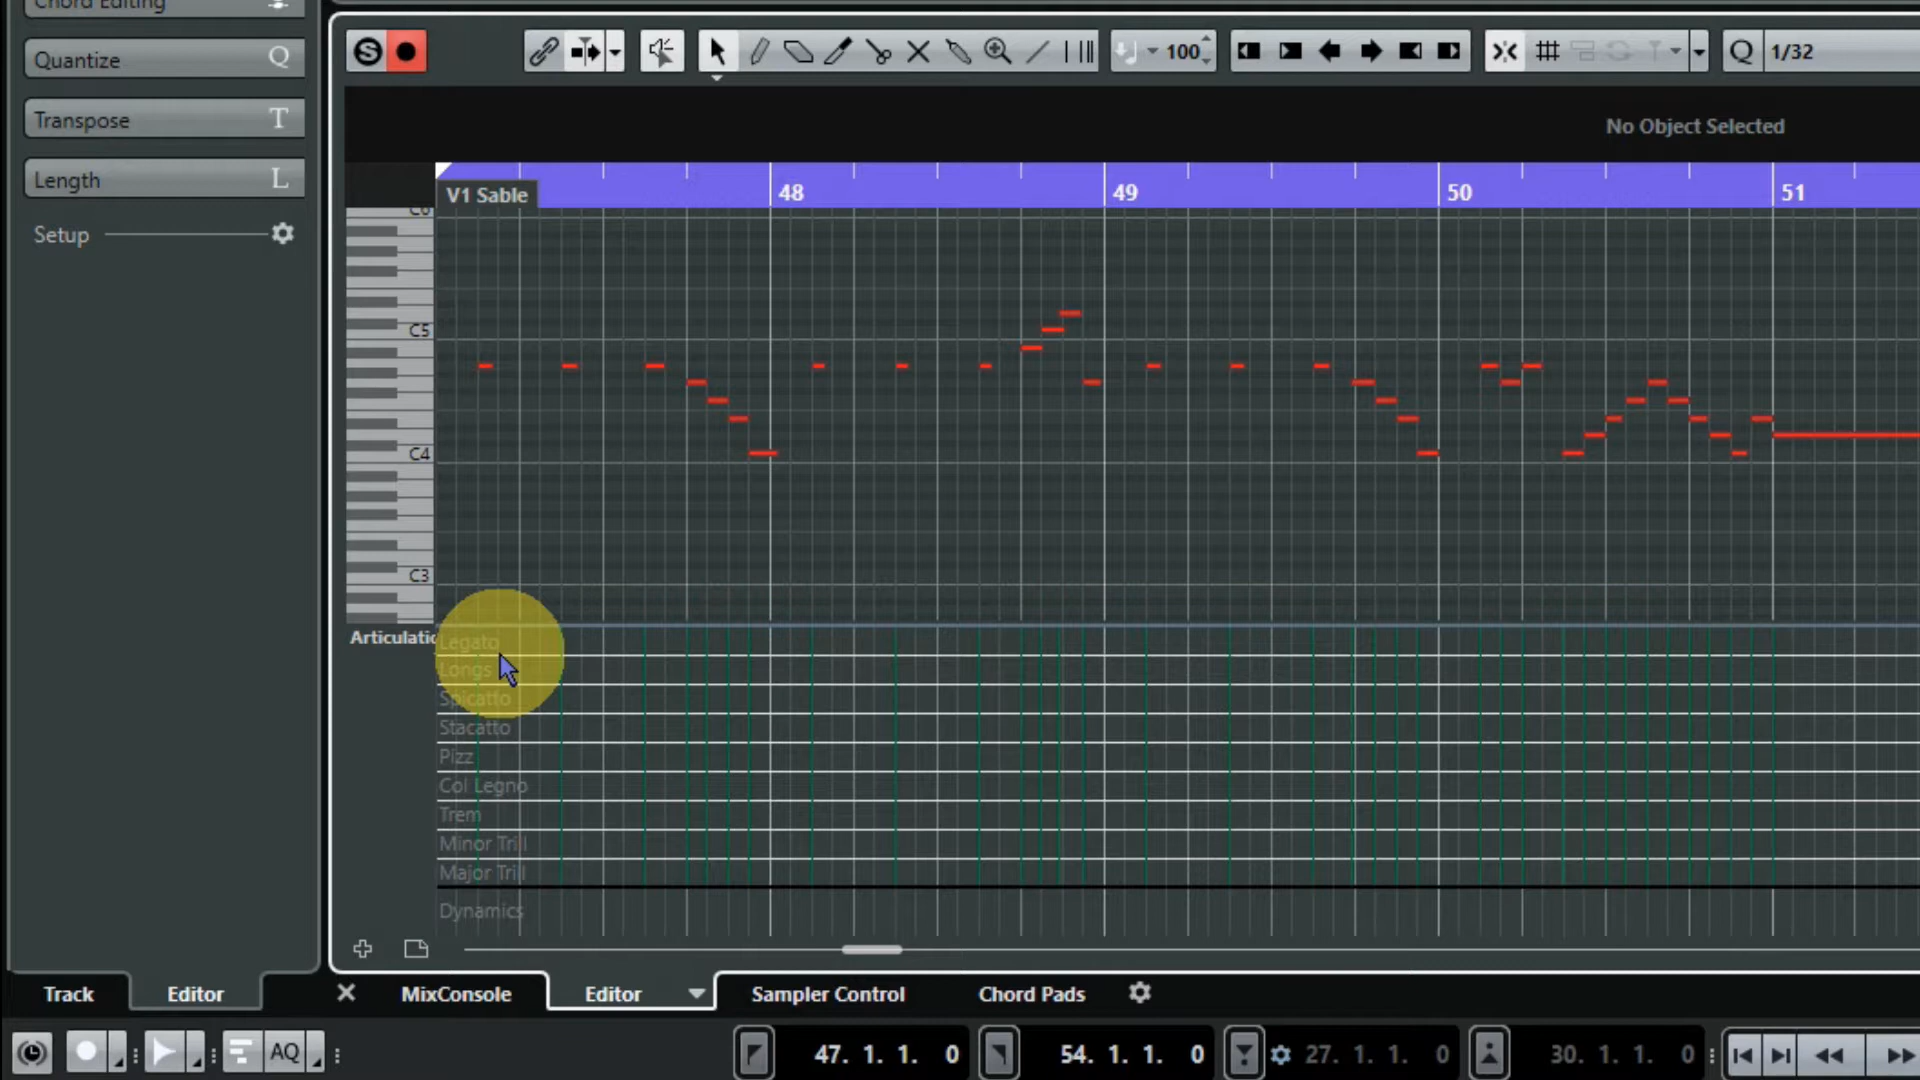 Chord Editing
Quantize Q
Transpose T
Length L
Setup
S
100
Q 1/32
No Object Selected
V1 Sable
48
49
50
51
C6
C5
C4
C3
Articulatio
Legato
Longs
Spicatto
Stacatto
Pizz
Col Legno
Trem
Minor Trill
Major Trill
Dynamics
Track
Editor
MixConsole
Editor
Sampler Control
Chord Pads
AQ
47. 1. 1. 0
54. 1. 1. 0
27. 1. 1. 0
30. 1. 1. 0